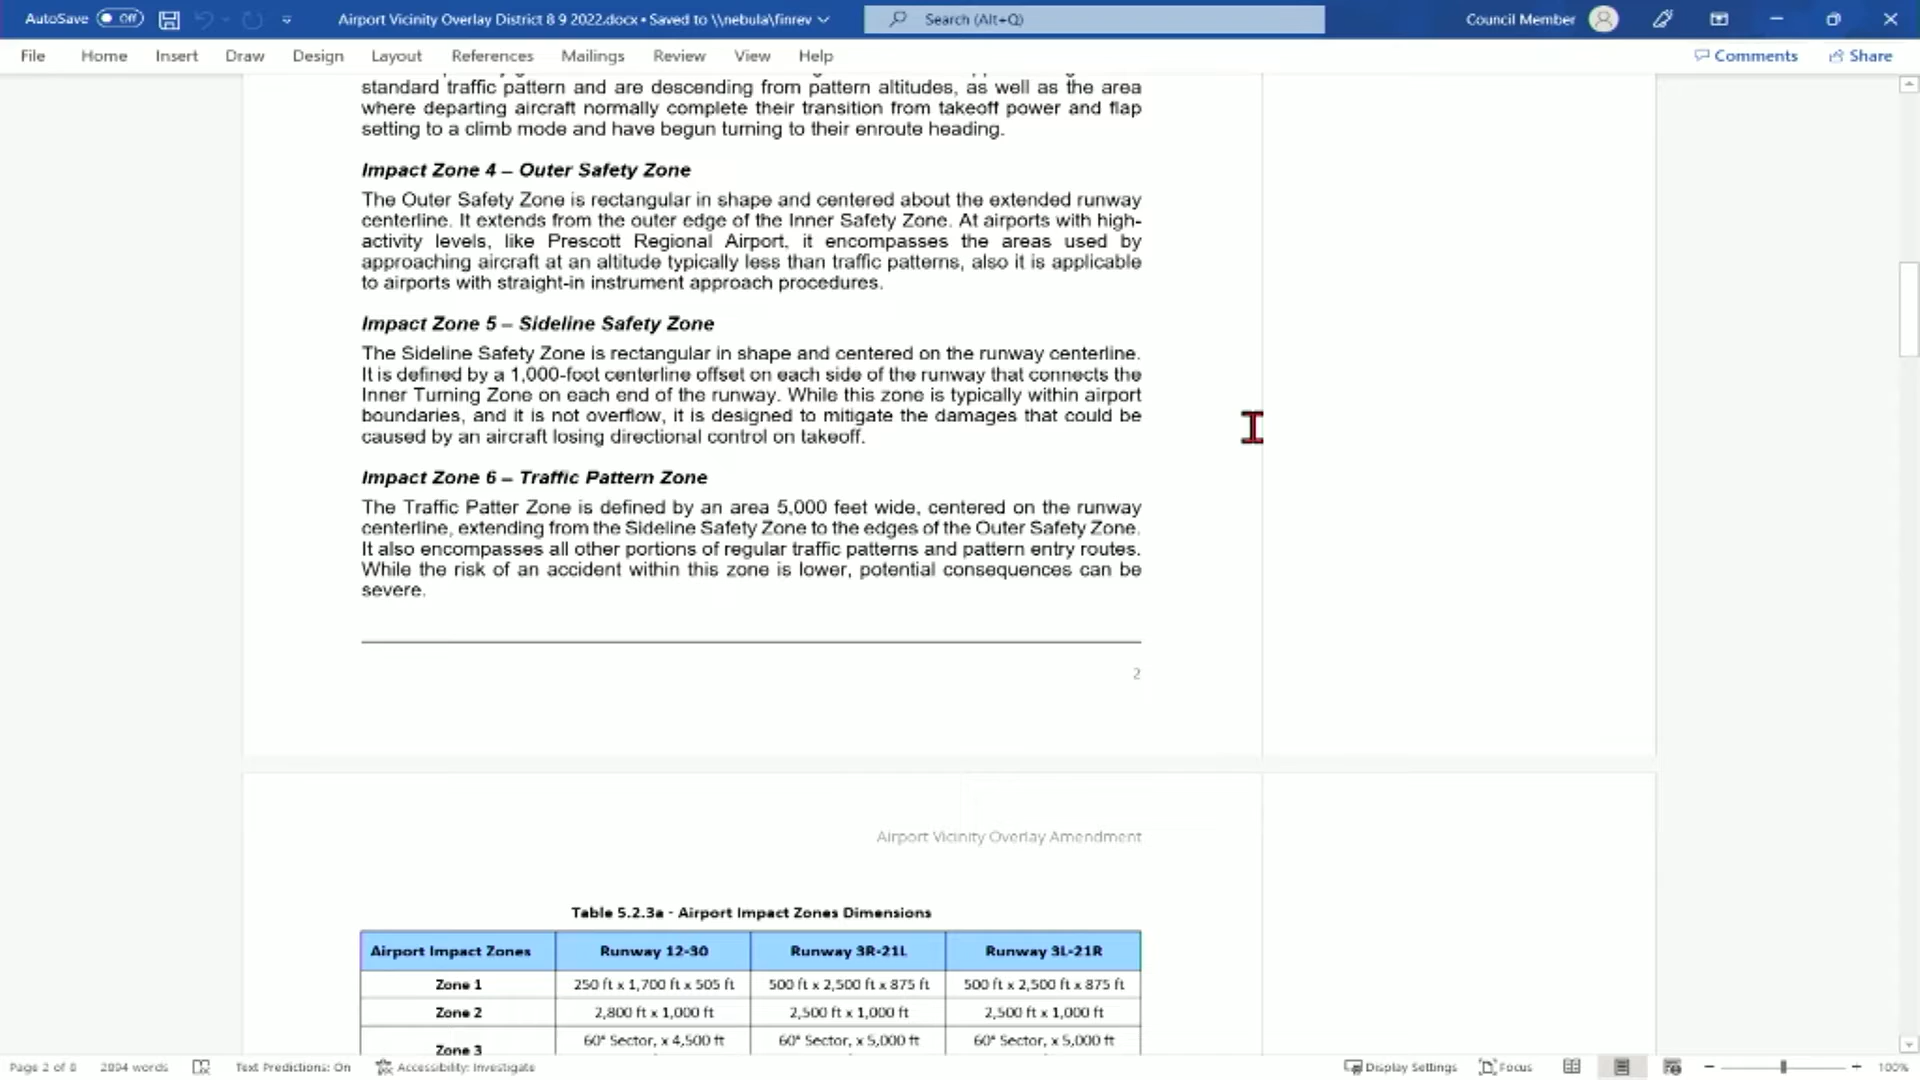 AutoSave Off Airport Vicinity Overlay District 8 9 2022.docx • Saved to \\nebula\finrev Search (Alt+Q) Council Member
File Home Insert Draw Design Layout References Mailings Review View Help Comments Share
standard traffic pattern and are descending from pattern altitudes, as well as the area
where departing aircraft normally complete their transition from takeoff power and flap
setting to a climb mode and have begun turning to their enroute heading.
Impact Zone 4 – Outer Safety Zone
The Outer Safety Zone is rectangular in shape and centered about the extended runway
centerline. It extends from the outer edge of the Inner Safety Zone. At airports with high-
activity levels, like Prescott Regional Airport, it encompasses the areas used by
approaching aircraft at an altitude typically less than traffic patterns, also it is applicable
to airports with straight-in instrument approach procedures.
Impact Zone 5 – Sideline Safety Zone
The Sideline Safety Zone is rectangular in shape and centered on the runway centerline.
It is defined by a 1,000-foot centerline offset on each side of the runway that connects the
Inner Turning Zone on each end of the runway. While this zone is typically within airport
boundaries, and it is not overflow, it is designed to mitigate the damages that could be
caused by an aircraft losing directional control on takeoff.
Impact Zone 6 – Traffic Pattern Zone
The Traffic Patter Zone is defined by an area 5,000 feet wide, centered on the runway
centerline, extending from the Sideline Safety Zone to the edges of the Outer Safety Zone.
It also encompasses all other portions of regular traffic patterns and pattern entry routes.
While the risk of an accident within this zone is lower, potential consequences can be
severe.
2
Airport Vicinity Overlay Amendment
Table 5.2.3a - Airport Impact Zones Dimensions
Airport Impact Zones Runway 12-30 Runway 3R-21L Runway 3L-21R
Zone 1 250 ft x 1,700 ft x 505 ft 500 ft x 2,500 ft x 875 ft 500 ft x 2,500 ft x 875 ft
Zone 2 2,800 ft x 1,000 ft 2,500 ft x 1,000 ft 2,500 ft x 1,000 ft
Zone 3 60° Sector, x 4,500 ft 60° Sector, x 5,000 ft 60° Sector, x 5,000 ft
Page 2 of 8 2894 words Text Predictions: On Accessibility: Investigate Display Settings Focus 100%